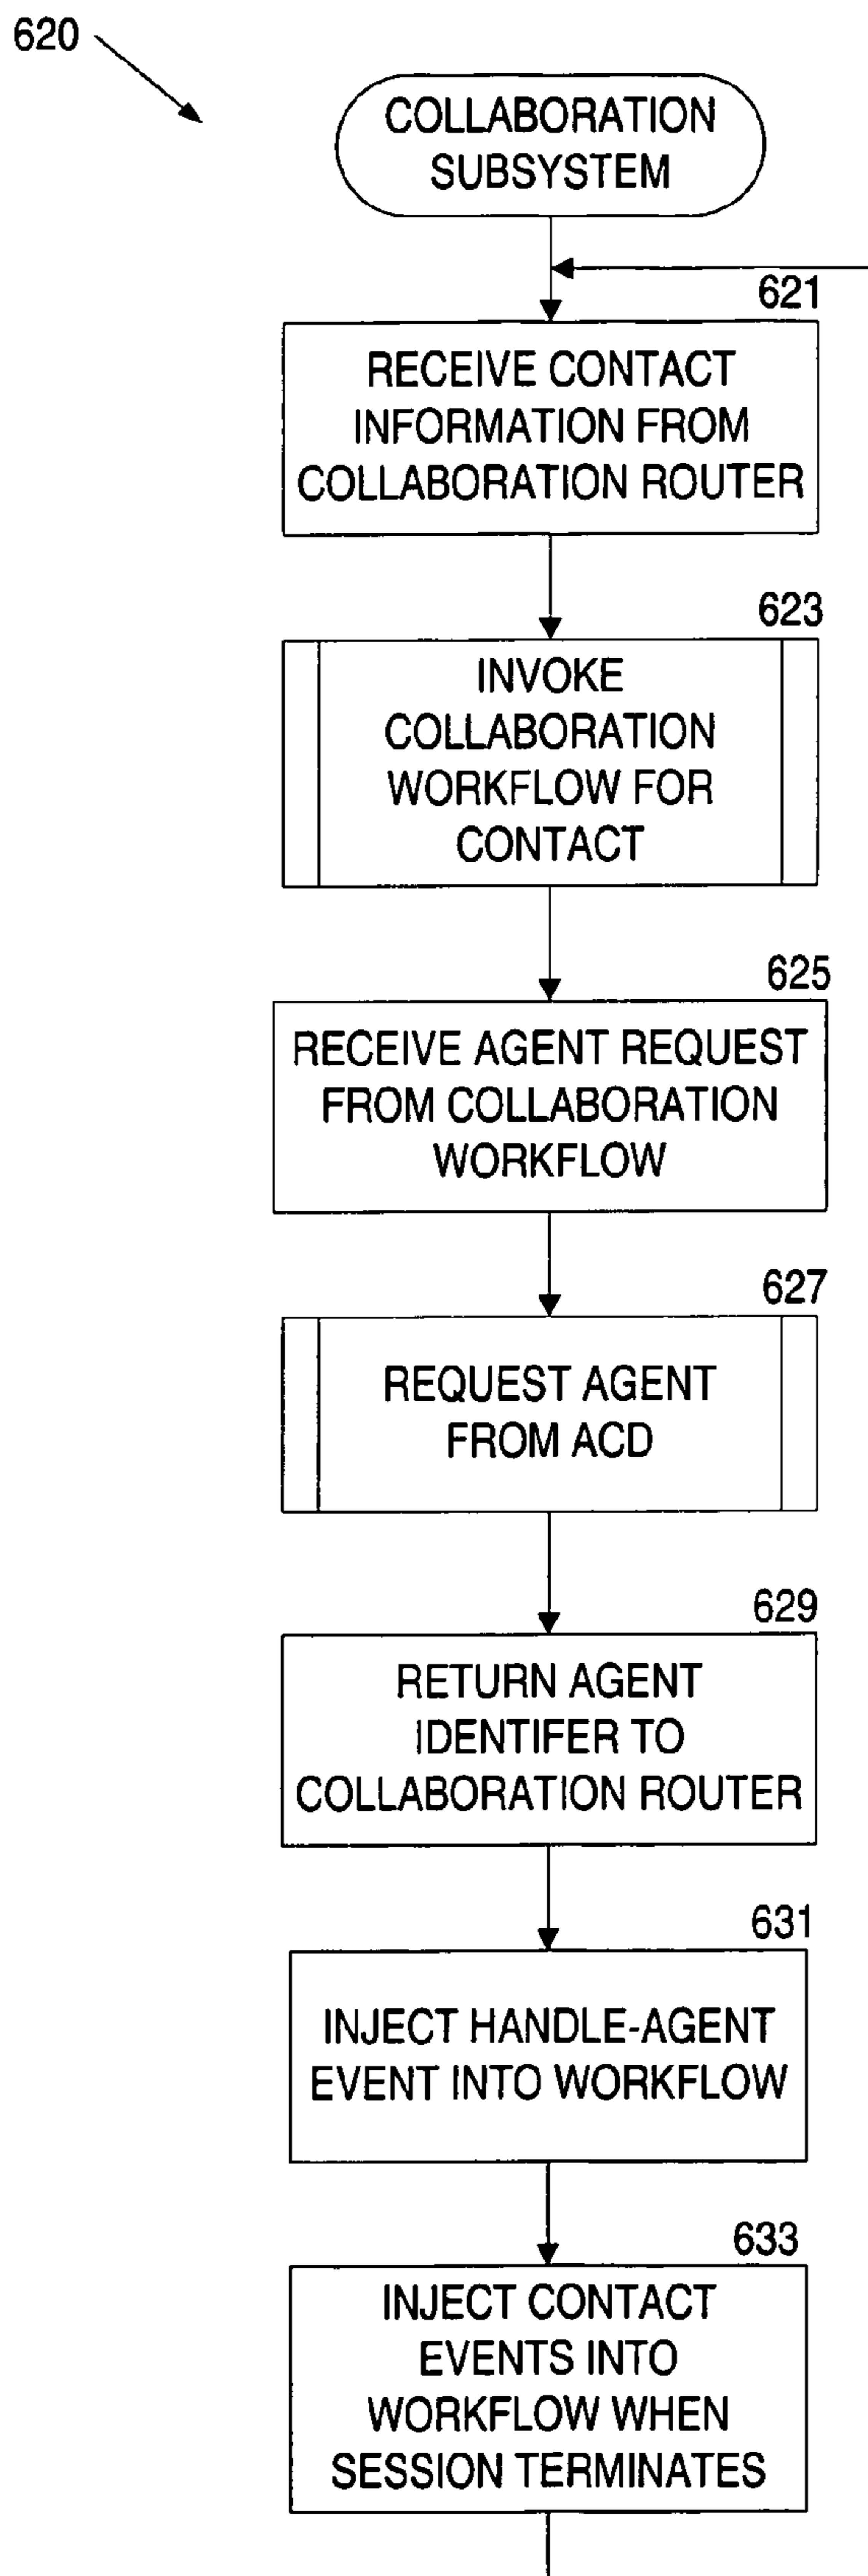 620
COLLABORATION
SUBSYSTEM
621
RECEIVE CONTACT
INFORMATION FROM
COLLABORATION ROUTER
623
INVOKE
COLLABORATION
WORKFLOW FOR
CONTACT
625
RECEIVE AGENT REQUEST
FROM COLLABORATION
WORKFLOW
627
REQUEST AGENT
FROM ACD
629
RETURN AGENT
IDENTIFER TO
COLLABORATION ROUTER
631
INJECT HANDLE-AGENT
EVENT INTO WORKFLOW
633
INJECT CONTACT
EVENTS INTO
WORKFLOW WHEN
SESSION TERMINATES